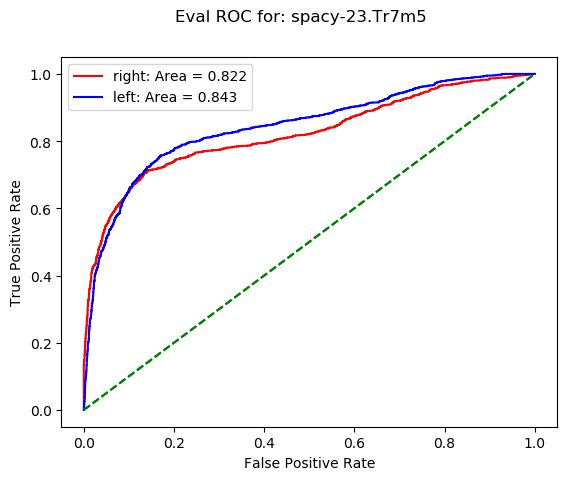 Eval ROC for: spacy-23.Tr7m5
right: Area = 0.822
left: Area = 0.843
True Positive Rate
1.0
0.8
0.6
0.4
0.2
0.0
0.0 0.2 0.4 0.6 0.8 1.0
False Positive Rate